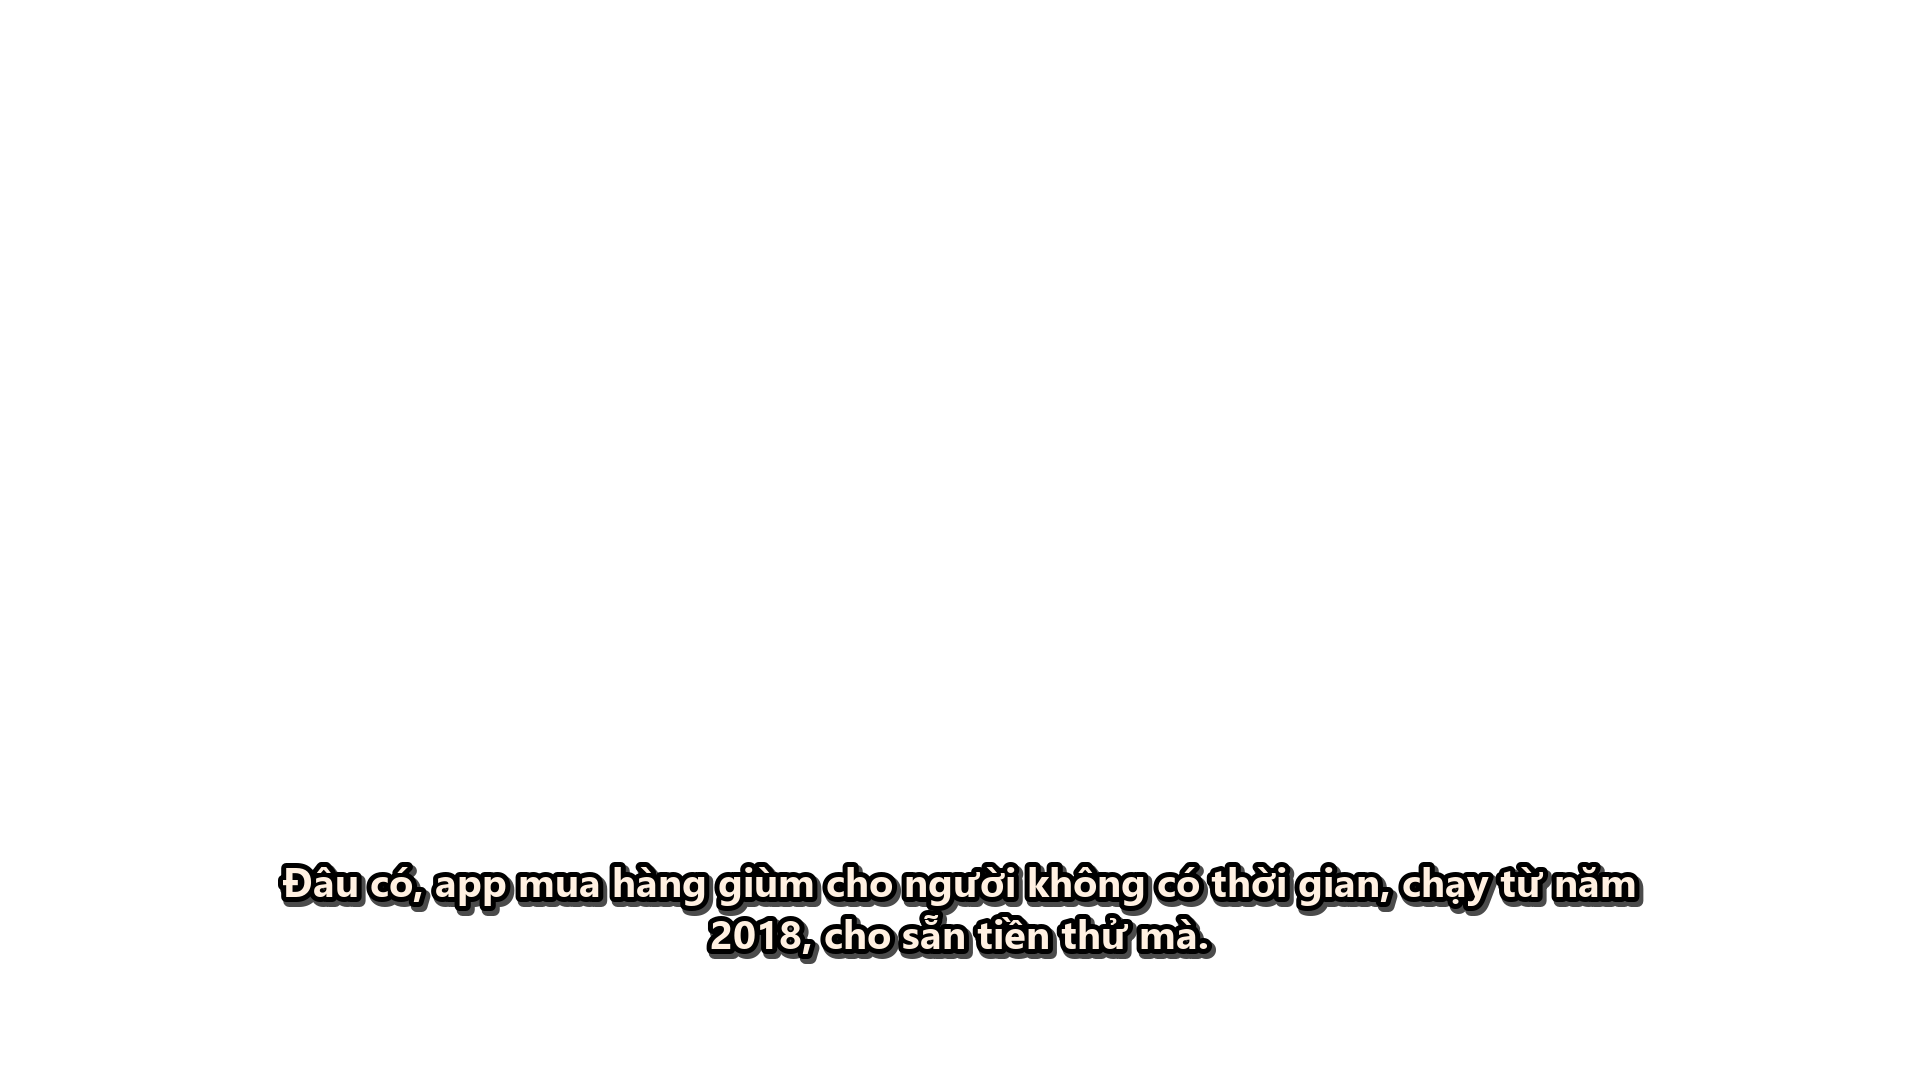 Đâu có, app mua hàng giùm cho người không có thời gian, chạy từ năm
2018, cho sẵn tiền thử mà.